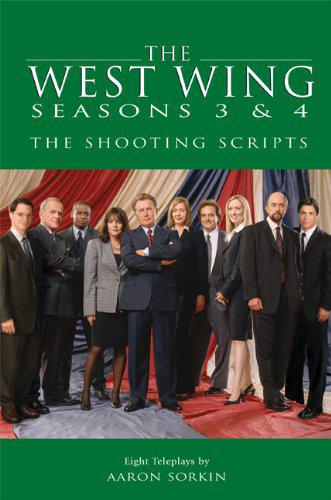 THE
WEST WING
SEASONS 3 & 4
THE SHOOTING SCRIPTS
Eight Teleplays by
AARON SORKIN